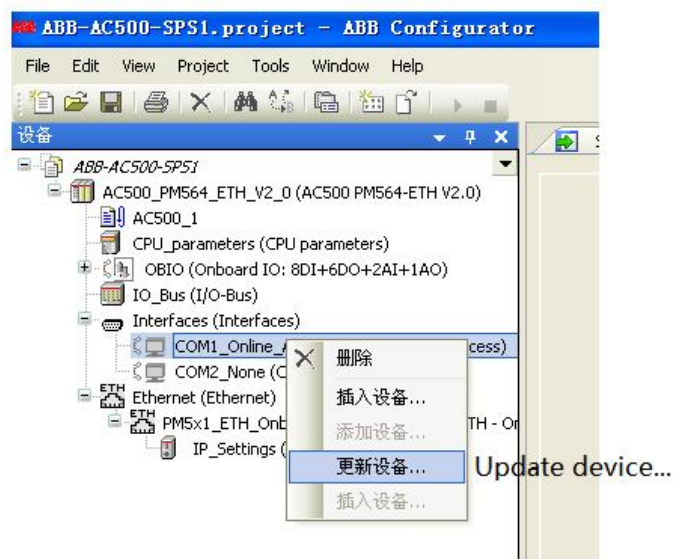 ABB-AC500-SPS1.project - ABB Configurator
File Edit View Project Tools Window Help
设备
ABB-AC500-SPS1
AC500_PM564_ETH_V2_0 (AC500 PM564-ETH V2.0)
AC500_1
CPU_parameters (CPU parameters)
OBIO (Onboard IO: 8DI+6DO+2AI+1AO)
IO_Bus (I/O-Bus)
Interfaces (Interfaces)
COM1_Online_A cess)
COM2_None (C
Ethernet (Ethernet)
PM5x1_ETH_Onb TH - Or
IP_Settings (
删除
插入设备...
添加设备...
更新设备... Update device...
插入设备...